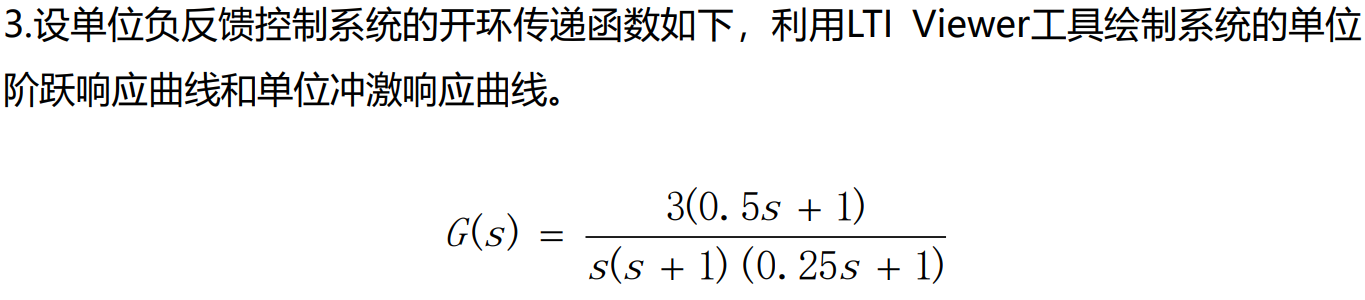 3.设单位负反馈控制系统的开环传递函数如下，利用LTI Viewer工具绘制系统的单位
阶跃响应曲线和单位冲激响应曲线。
G(s) = 3(0.5s + 1) / s(s + 1)(0.25s + 1)